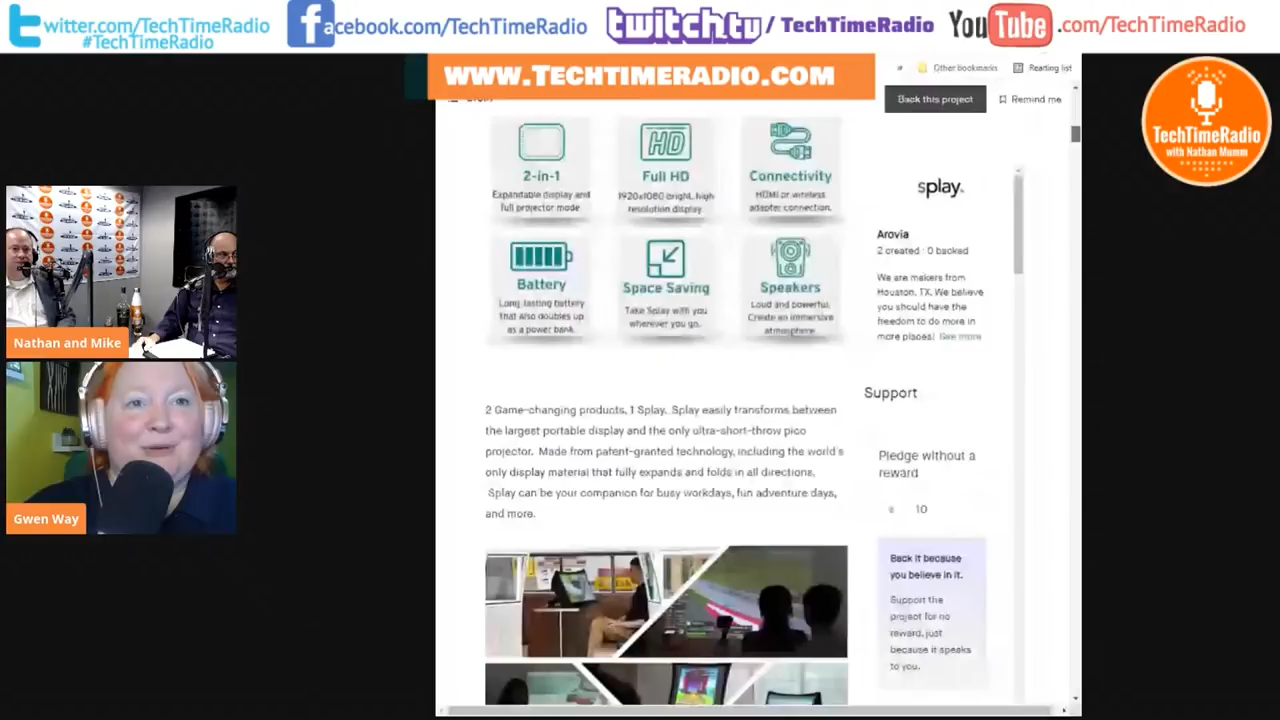 witter.com/TechTimeRadio
#TechTimeRadio
facebook.com/TechTimeRadio
twitchtv / TechTimeRadio
You Tube .com/TechTimeRadio
www.Techtimeradio.com
Other bookmarks
Reading list
Back this project
Remind me
TechTimeRadio
with Nathan Mumm
2-in-1
Expandable display and
full projector mode
HD
Full HD
1920x1080 bright, high
resolution display.
Connectivity
HDMI or wireless
adapter connection.
Battery
Long-lasting battery
that also doubles up
as a power bank.
Space Saving
Take Splay with you
wherever you go.
Speakers
Loud and powerful.
Create an immersive
atmosphere.
splay.
Arovia
2 created · 0 backed
We are makers from
Houston, TX. We believe
you should have the
freedom to do more in
more places! See more
Nathan and Mike
Gwen Way
2 Game-changing products, 1 Splay. Splay easily transforms between
the largest portable display and the only ultra-short-throw pico
projector. Made from patent-granted technology, including the world's
only display material that fully expands and folds in all directions.
Splay can be your companion for busy workdays, fun adventure days,
and more.
Support
Pledge without a
reward
10
Back it because
you believe in it.
Support the
project for no
reward, just
because it speaks
to you.